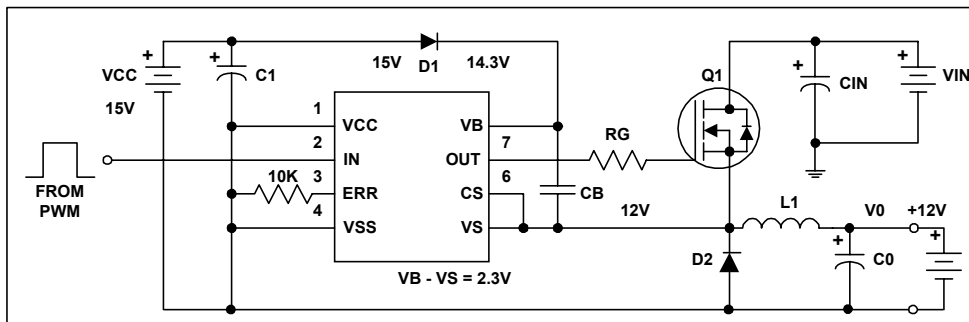 VCC
15V
C1
15V
D1
14.3V
Q1
CIN
VIN
FROM
PWM
10K
1
2
3
4
VCC
IN
ERR
VSS
VB
OUT
CS
VS
7
6
RG
CB
12V
VB - VS = 2.3V
L1
V0
+12V
D2
C0